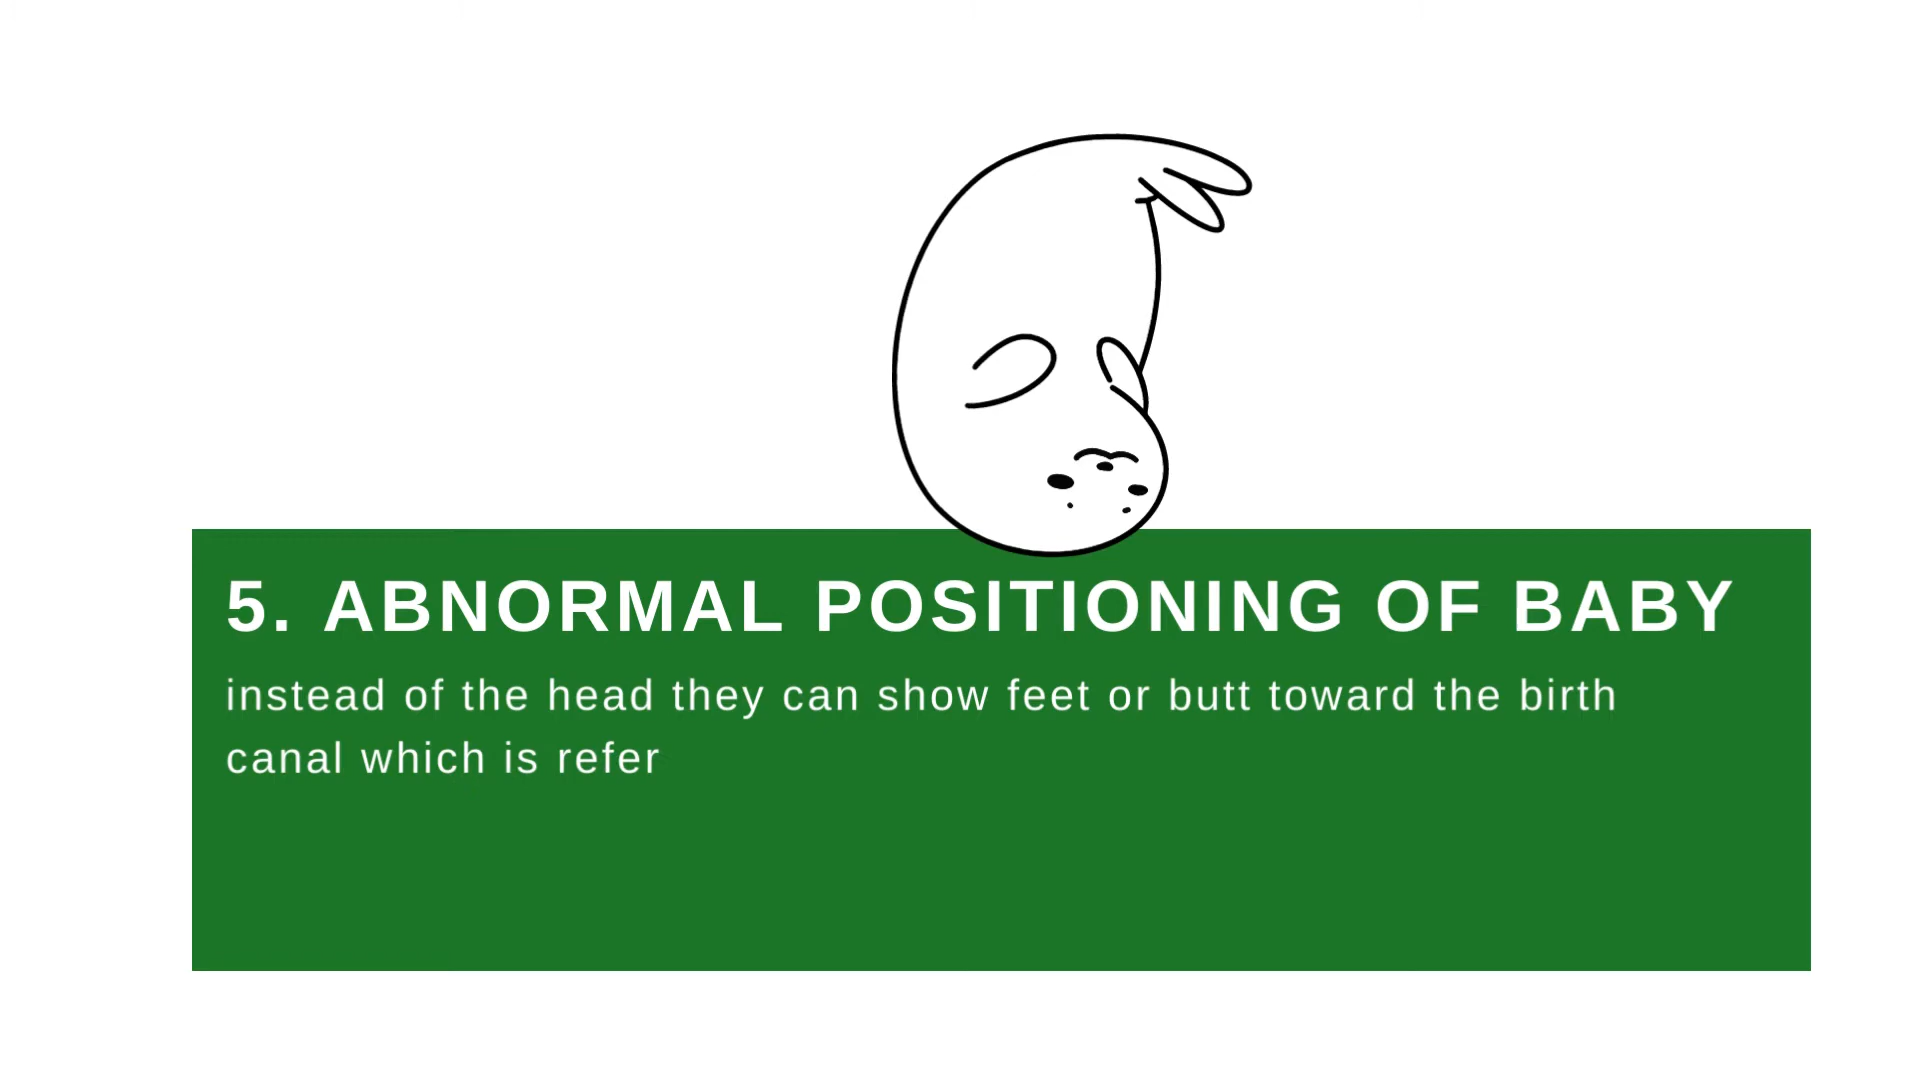 5. ABNORMAL POSITIONING OF BABY
instead of the head they can show feet or butt toward the birth
canal which is refer